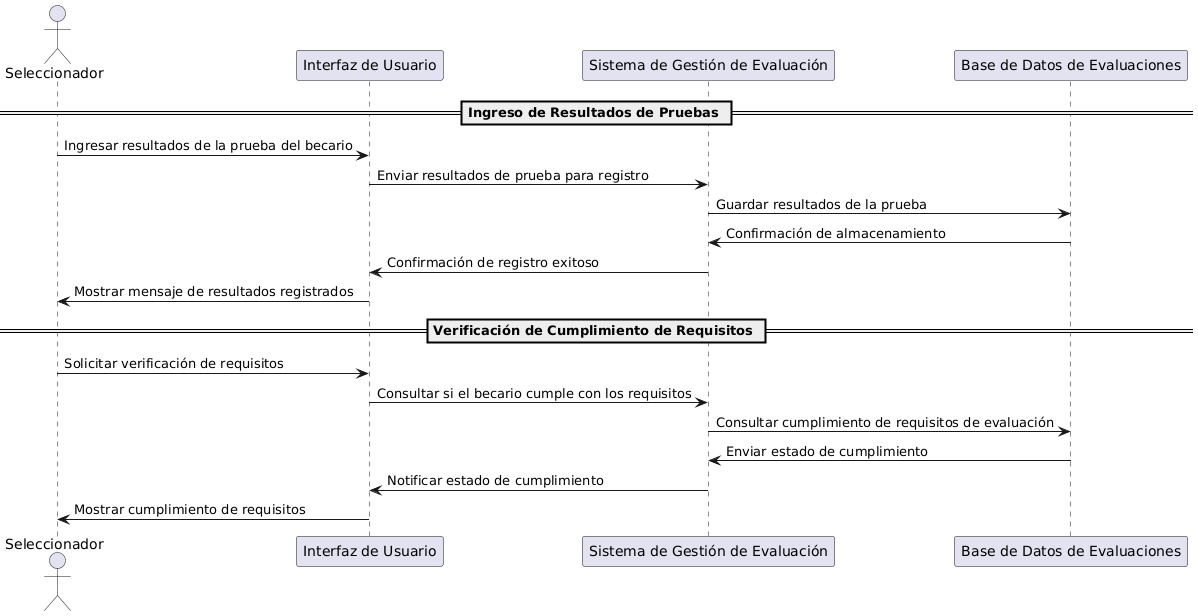 Seleccionador
Interfaz de Usuario
Sistema de Gestión de Evaluación
Base de Datos de Evaluaciones
Ingreso de Resultados de Pruebas
Ingresar resultados de la prueba del becario
Enviar resultados de prueba para registro
Guardar resultados de la prueba
Confirmación de almacenamiento
Confirmación de registro exitoso
Mostrar mensaje de resultados registrados
Verificación de Cumplimiento de Requisitos
Solicitar verificación de requisitos
Consultar si el becario cumple con los requisitos
Consultar cumplimiento de requisitos de evaluación
Enviar estado de cumplimiento
Notificar estado de cumplimiento
Mostrar cumplimiento de requisitos
Seleccionador
Interfaz de Usuario
Sistema de Gestión de Evaluación
Base de Datos de Evaluaciones